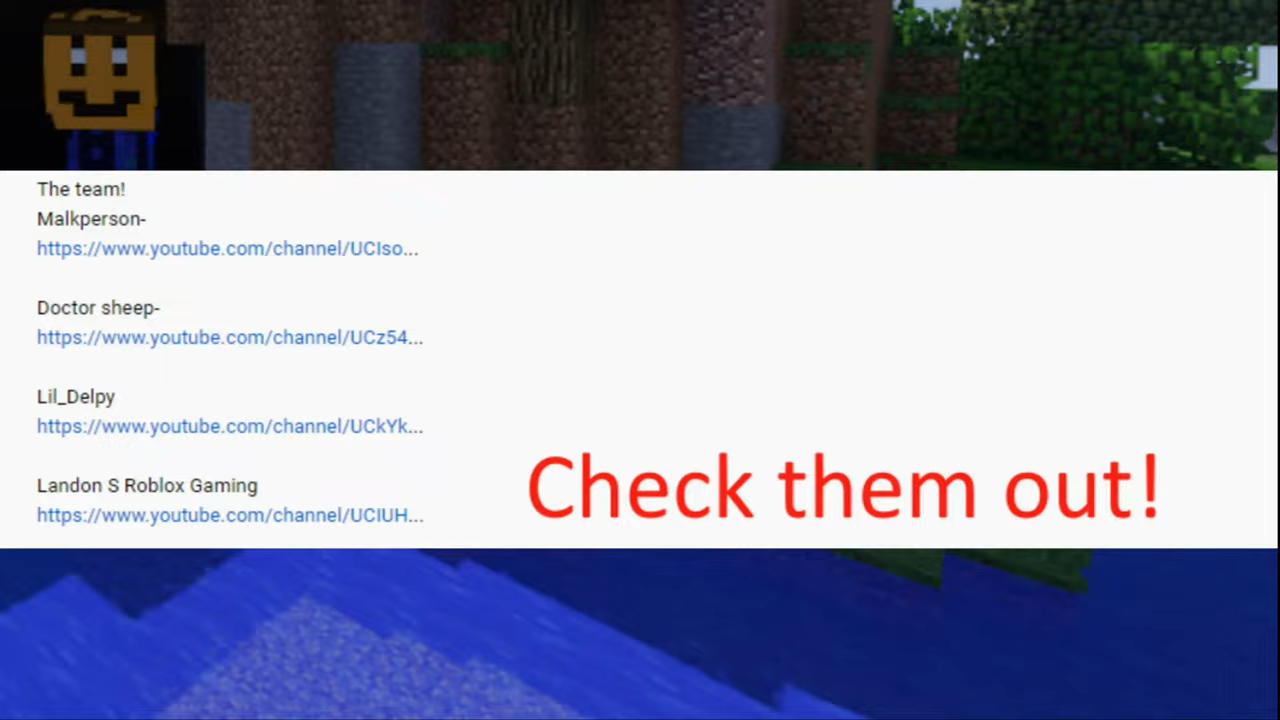 The team!
Malkperson-
https://www.youtube.com/channel/UCIso...
Doctor sheep-
https://www.youtube.com/channel/UCz54...
Lil_Delpy
https://www.youtube.com/channel/UCkYk...
Landon S Roblox Gaming
https://www.youtube.com/channel/UCIUH...
Check them out!